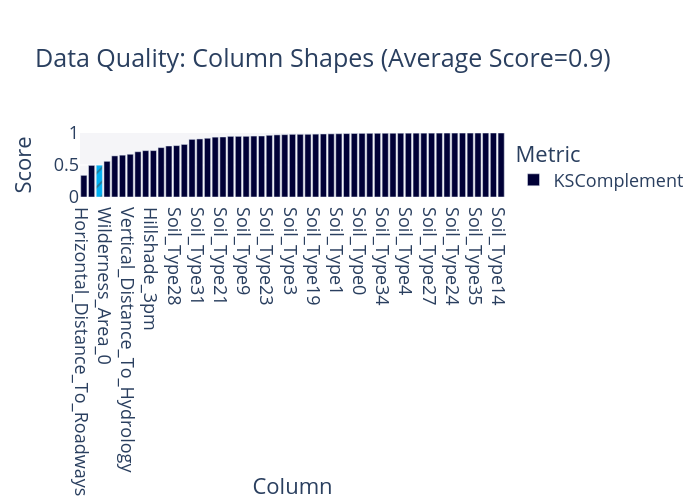 Data Quality: Column Shapes (Average Score=0.9)
Score
1
0.5
0
Metric
KSComplement
Horizontal_Distance_To_Roadways
Wilderness_Area_0
Vertical_Distance_To_Hydrology
Hillshade_3pm
Soil_Type28
Soil_Type31
Soil_Type21
Soil_Type9
Soil_Type23
Soil_Type3
Soil_Type19
Soil_Type1
Soil_Type0
Soil_Type34
Soil_Type4
Soil_Type27
Soil_Type24
Soil_Type35
Soil_Type14
Column